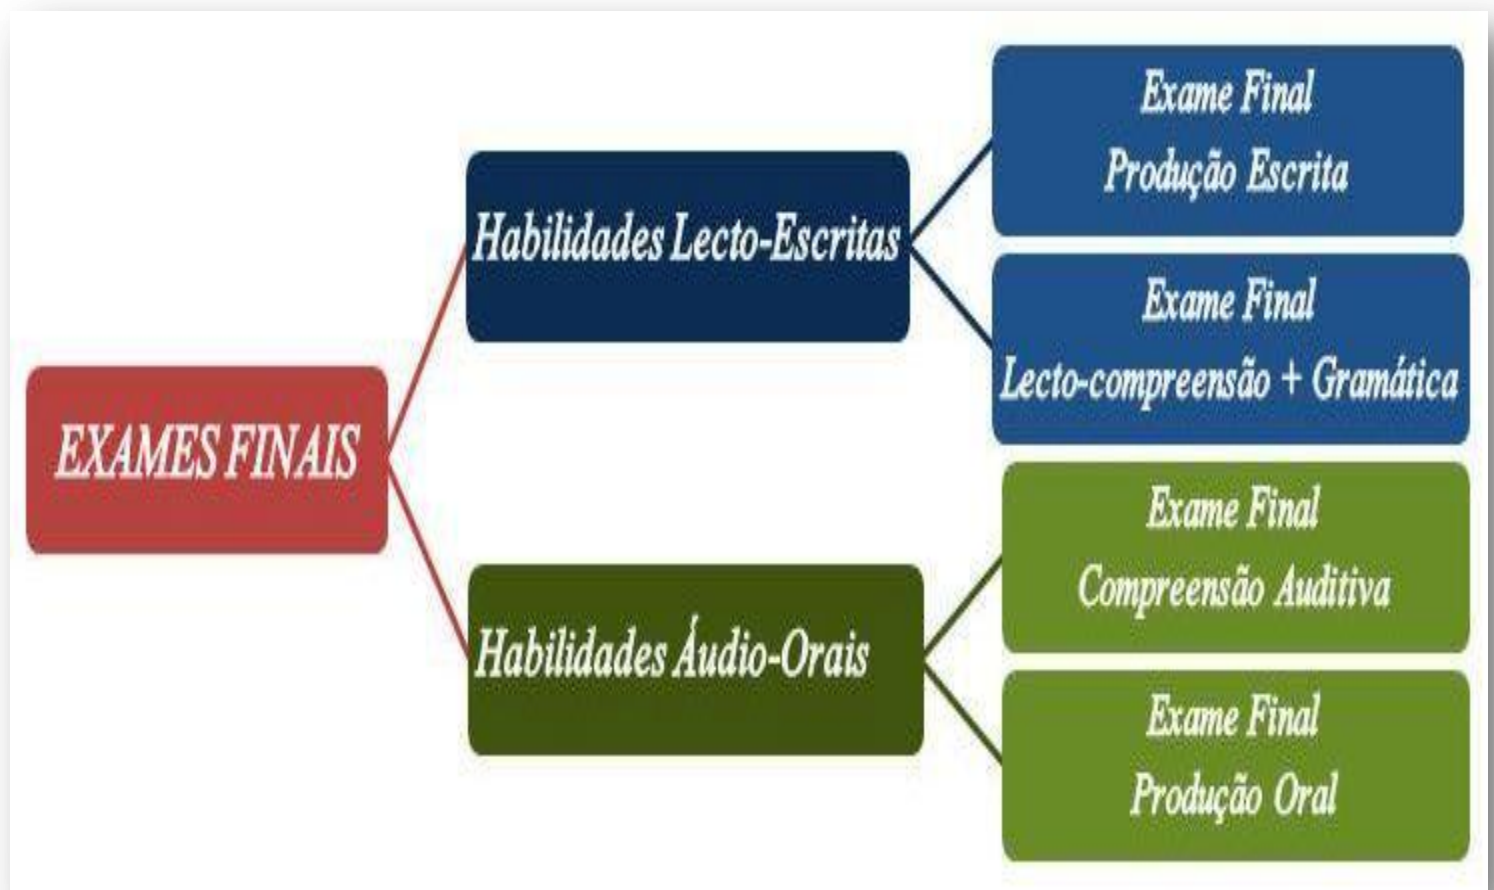 EXAMES FINAIS
Habilidades Lecto-Escritas
Exame Final
Produção Escrita
Exame Final
Lecto-compreensão + Gramática
Habilidades Áudio-Orais
Exame Final
Compreensão Auditiva
Exame Final
Produção Oral